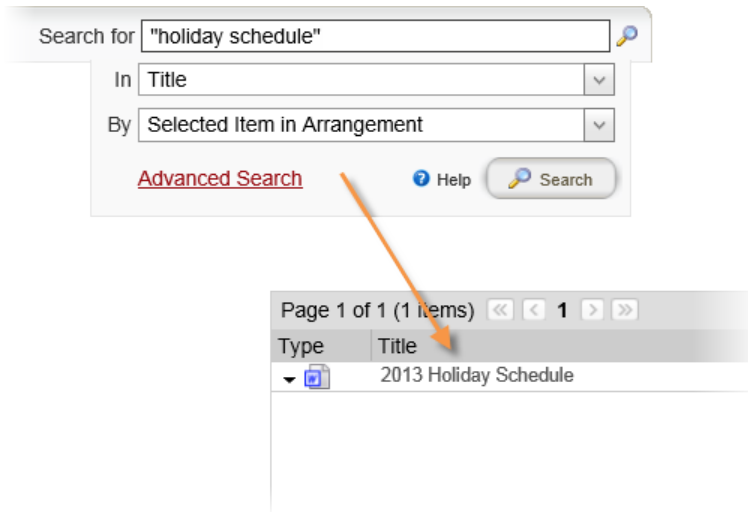 Search for "holiday schedule"
In Title
By Selected Item in Arrangement
Advanced Search Help Search
Page 1 of 1 (1 items) 1
Type Title
2013 Holiday Schedule